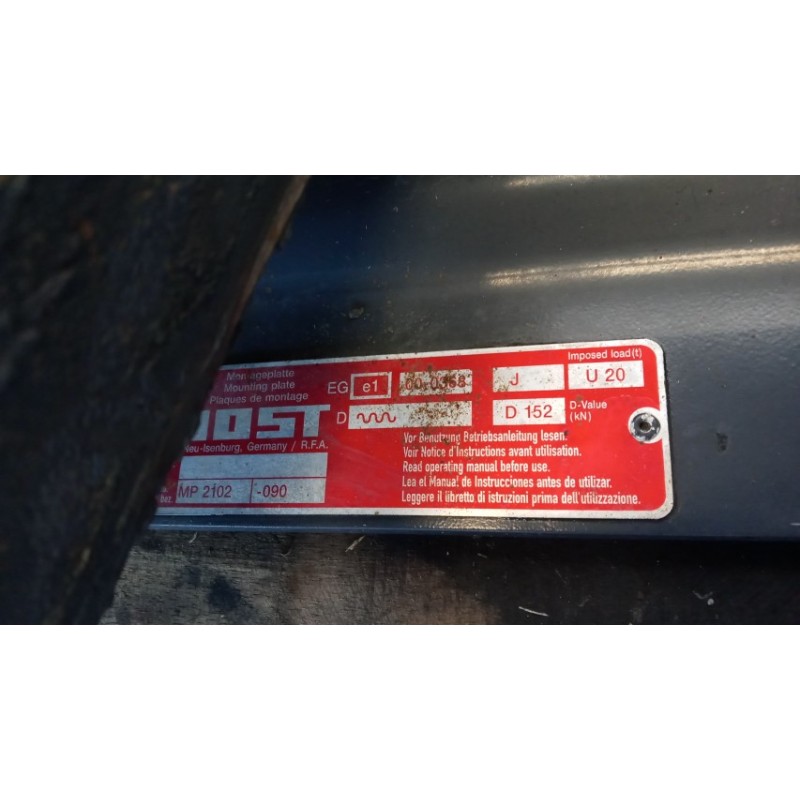 Montageplatte
Mounting plate
Plaques de montage
JOST
Neu-Isenburg, Germany / R.F.A.
MP 2102 -090
EG e1 00-0368 J
Imposed load(t)
U 20
D
D 152 D-Value (kN)
Vor Benutzung Betriebsanleitung lesen.
Voir Notice d'Instructions avant utilisation.
Read operating manual before use.
Lea el Manual de Instrucciones antes de utilizar.
Leggere il libretto di istruzioni prima dell'utilizzazione.